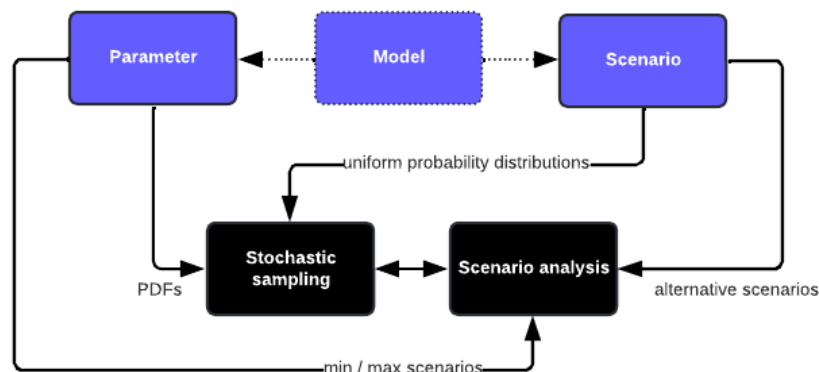 Parameter
Model
Scenario
uniform probability distributions
Stochastic
sampling
Scenario analysis
PDFs
alternative scenarios
min / max scenarios